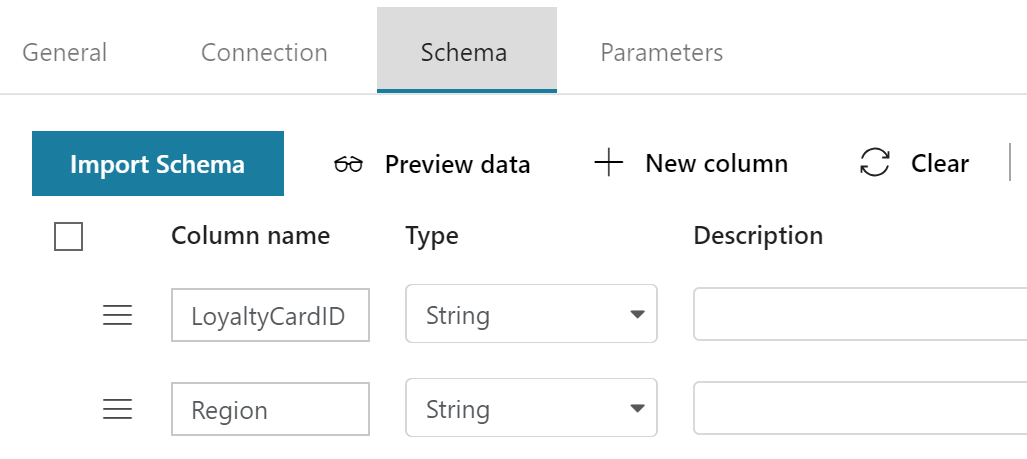 General Connection Schema Parameters
Import Schema Preview data New column Clear
Column name Type Description
LoyaltyCardID String
Region String